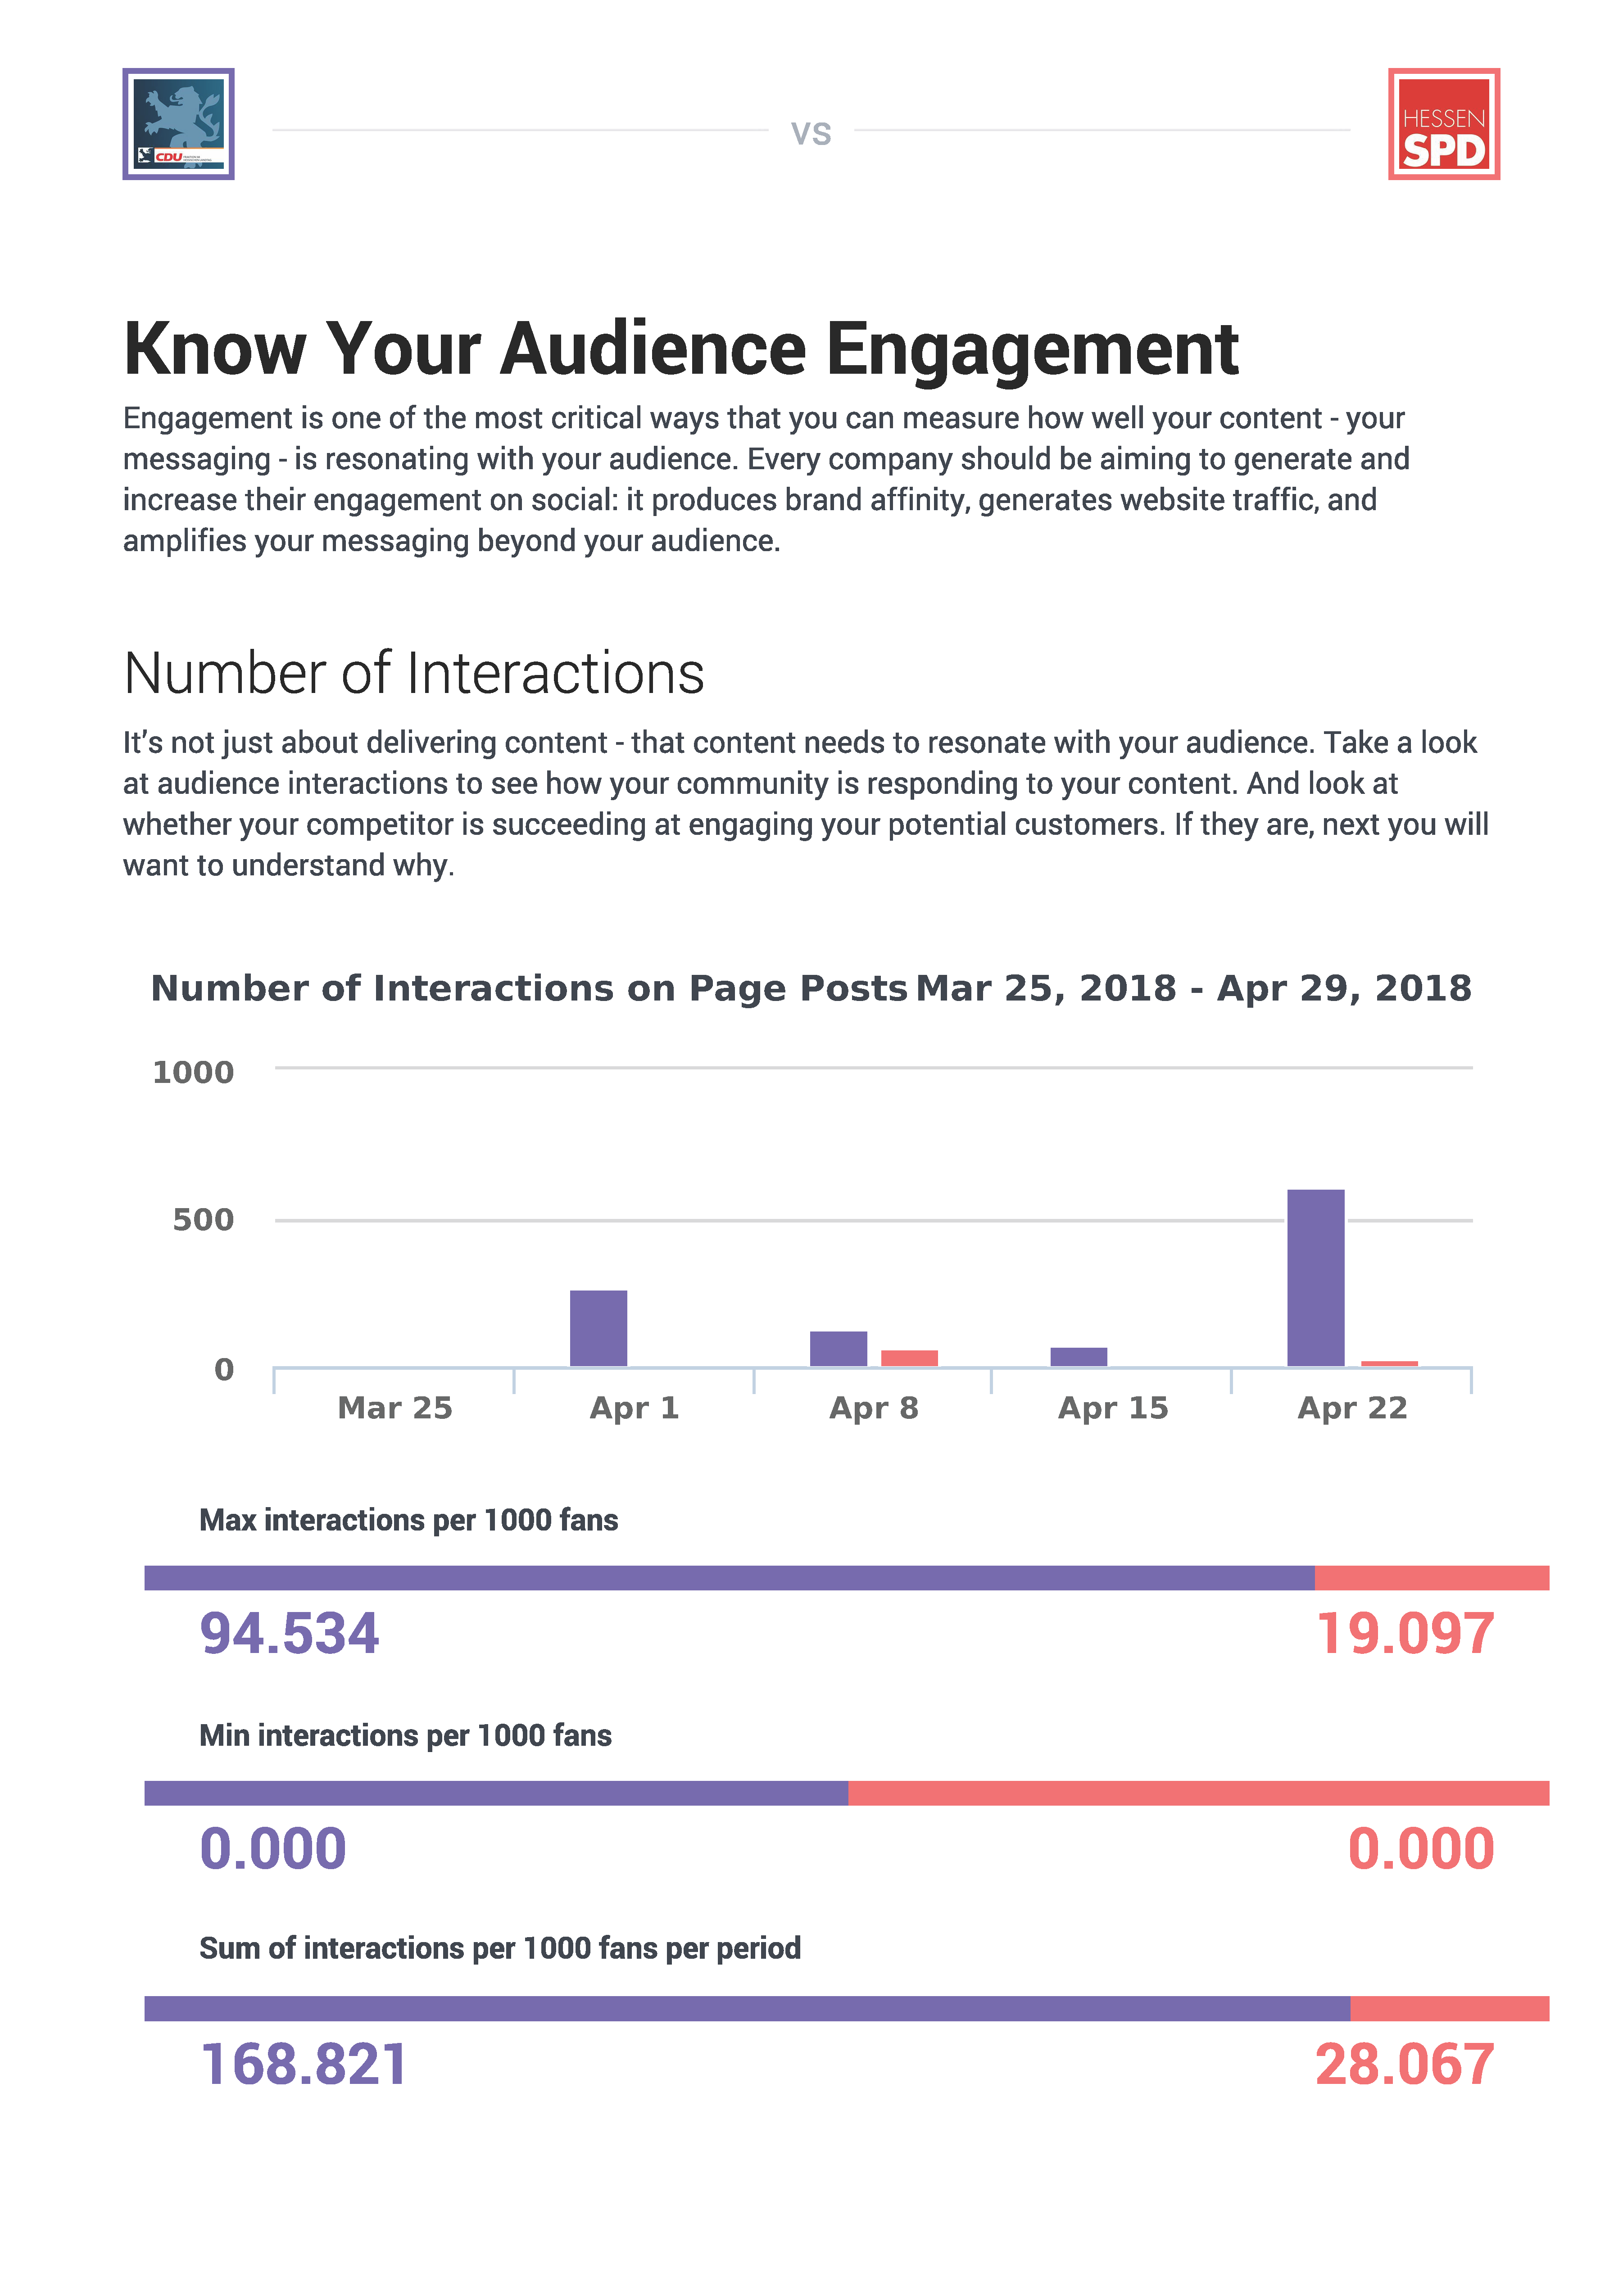 CDU
VS
HESSEN
SPD
Know Your Audience Engagement
Engagement is one of the most critical ways that you can measure how well your content - your
messaging - is resonating with your audience. Every company should be aiming to generate and
increase their engagement on social: it produces brand affinity, generates website traffic, and
amplifies your messaging beyond your audience.
Number of Interactions
It's not just about delivering content - that content needs to resonate with your audience. Take a look
at audience interactions to see how your community is responding to your content. And look at
whether your competitor is succeeding at engaging your potential customers. If they are, next you will
want to understand why.
Number of Interactions on Page Posts Mar 25, 2018 - Apr 29, 2018
1000
500
0
Mar 25 Apr 1 Apr 8 Apr 15 Apr 22
Max interactions per 1000 fans
94.534 19.097
Min interactions per 1000 fans
0.000 0.000
Sum of interactions per 1000 fans per period
168.821 28.067